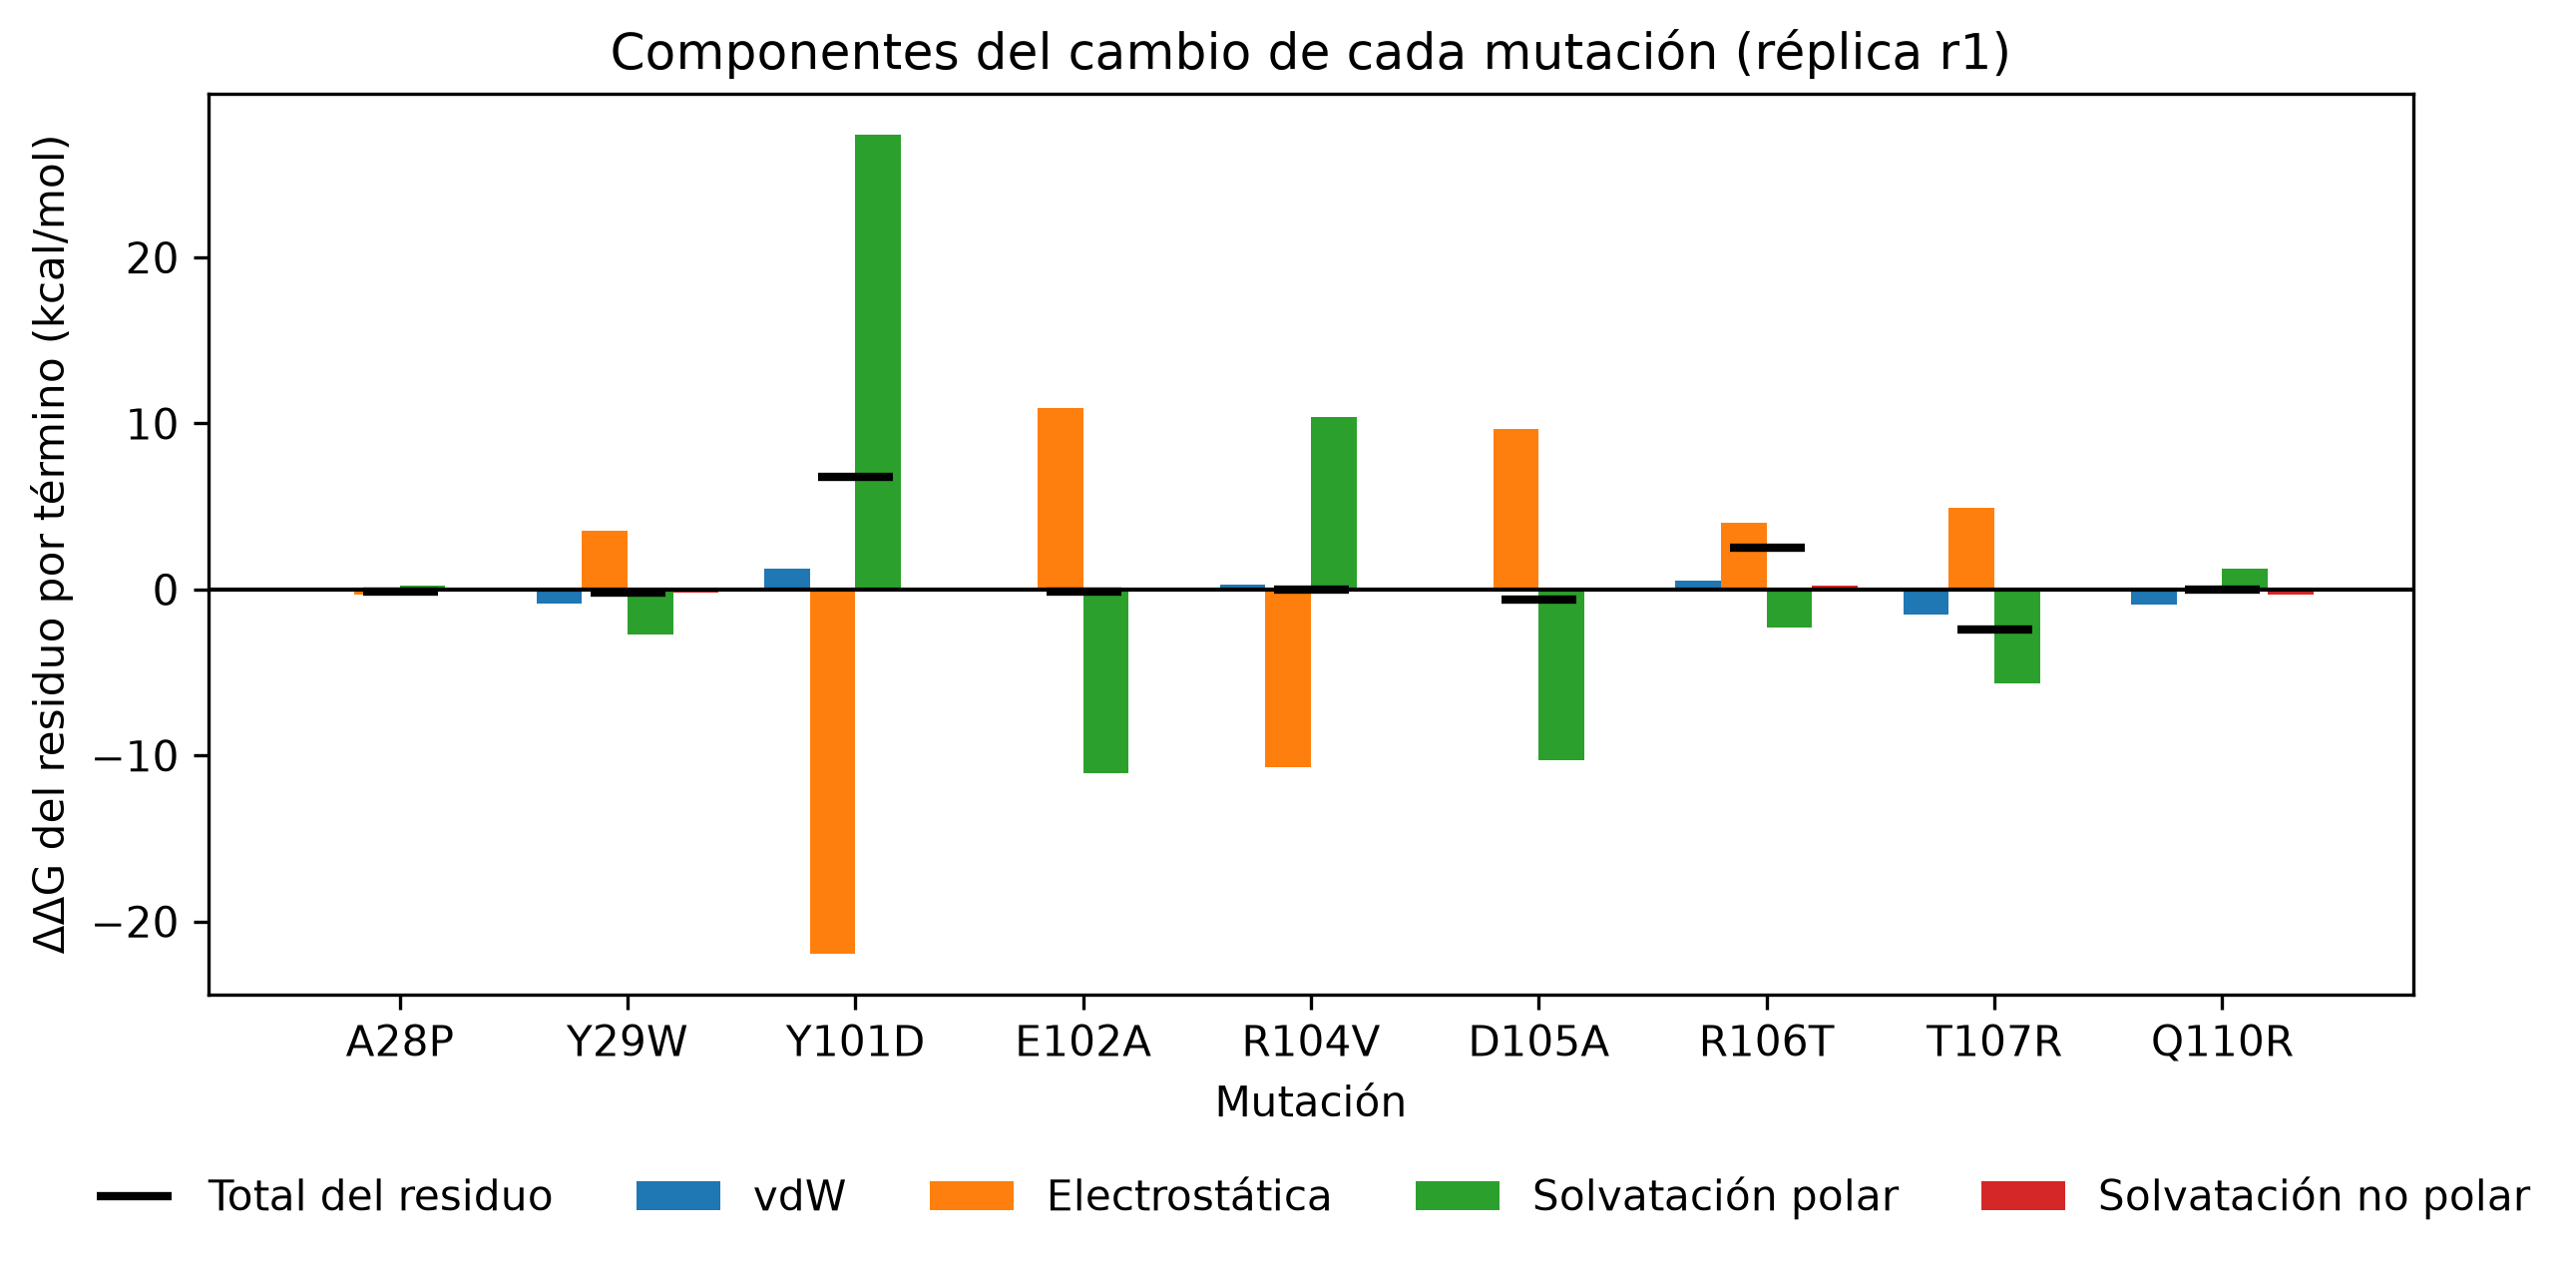 Componentes del cambio de cada mutación (réplica r1)
ΔΔG del residuo por término (kcal/mol)
20
10
0
−10
−20
A28P Y29W Y101D E102A R104V D105A R106T T107R Q110R
Mutación
Total del residuo vdW Electrostática Solvatación polar Solvatación no polar